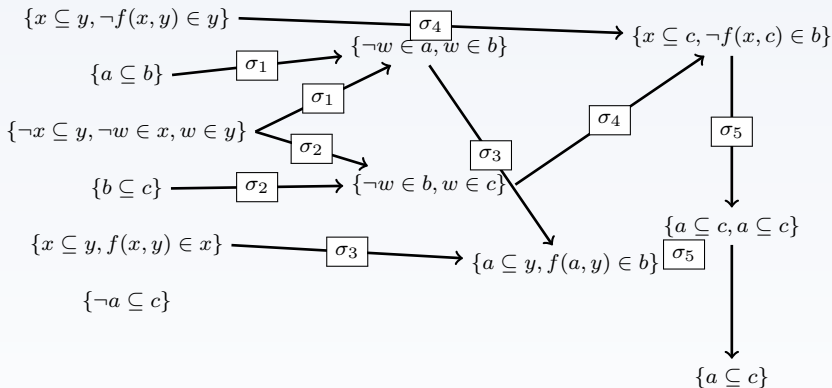 {x ⊆ y, ¬f(x, y) ∈ y}
σ4
{x ⊆ c, ¬f(x, c) ∈ b}
{¬w ∈ a, w ∈ b}
{a ⊆ b}
σ1
σ1
σ4
{¬x ⊆ y, ¬w ∈ x, w ∈ y}
σ2
σ3
σ5
{b ⊆ c}
σ2
{¬w ∈ b, w ∈ c}
{a ⊆ c, a ⊆ c}
{x ⊆ y, f(x, y) ∈ x}
σ3
{a ⊆ y, f(a, y) ∈ b}
σ5
{¬a ⊆ c}
{a ⊆ c}